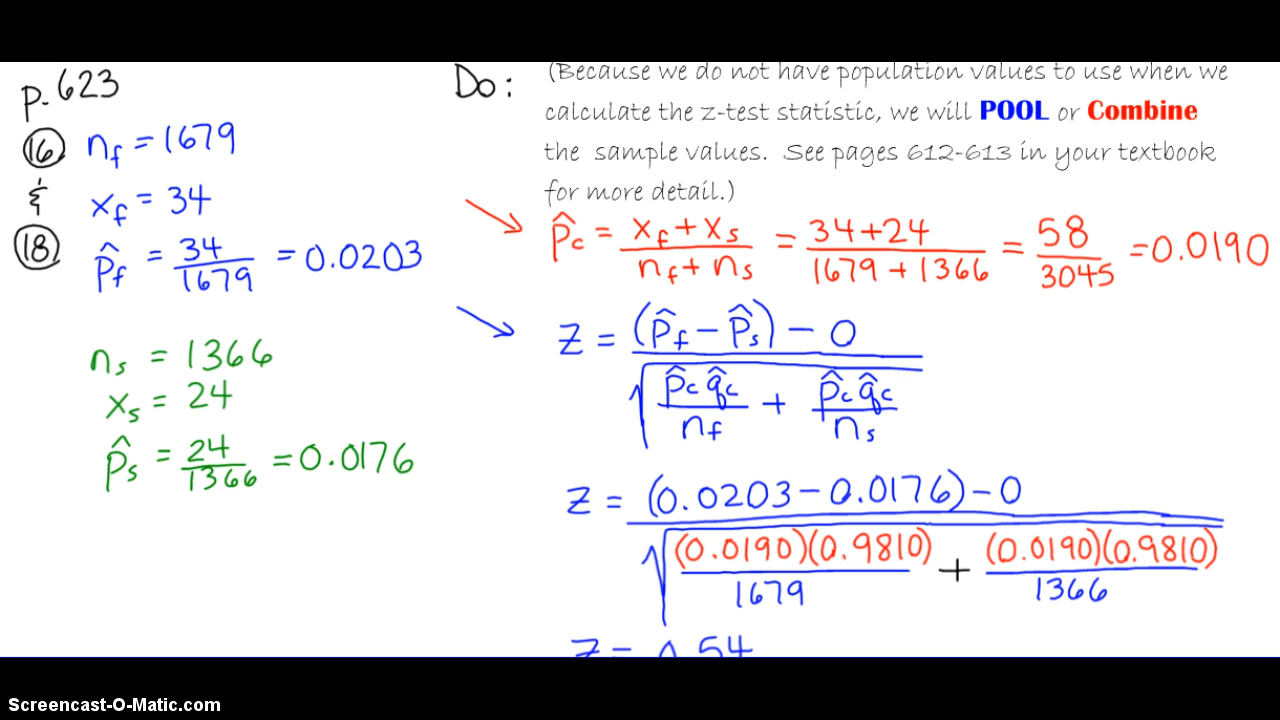 p. 623
16 n_f = 1679
&
x_f = 34
18 p̂_f = 34/1679 = 0.0203
n_s = 1366
x_s = 24
p̂_s = 24/1366 = 0.0176
Do: (Because we do not have population values to use when we
calculate the z-test statistic, we will POOL or Combine
the sample values. See pages 612-613 in your textbook
for more detail.)
p̂_c = (x_f + x_s)/(n_f + n_s) = (34+24)/(1679+1366) = 58/3045 = 0.0190
z = ((p̂_f − p̂_s) − 0)/√(p̂_c q̂_c/n_f + p̂_c q̂_c/n_s)
z = ((0.0203 − 0.0176) − 0)/√((0.0190)(0.9810)/1679 + (0.0190)(0.9810)/1366)
z = 0.54
Screencast-O-Matic.com